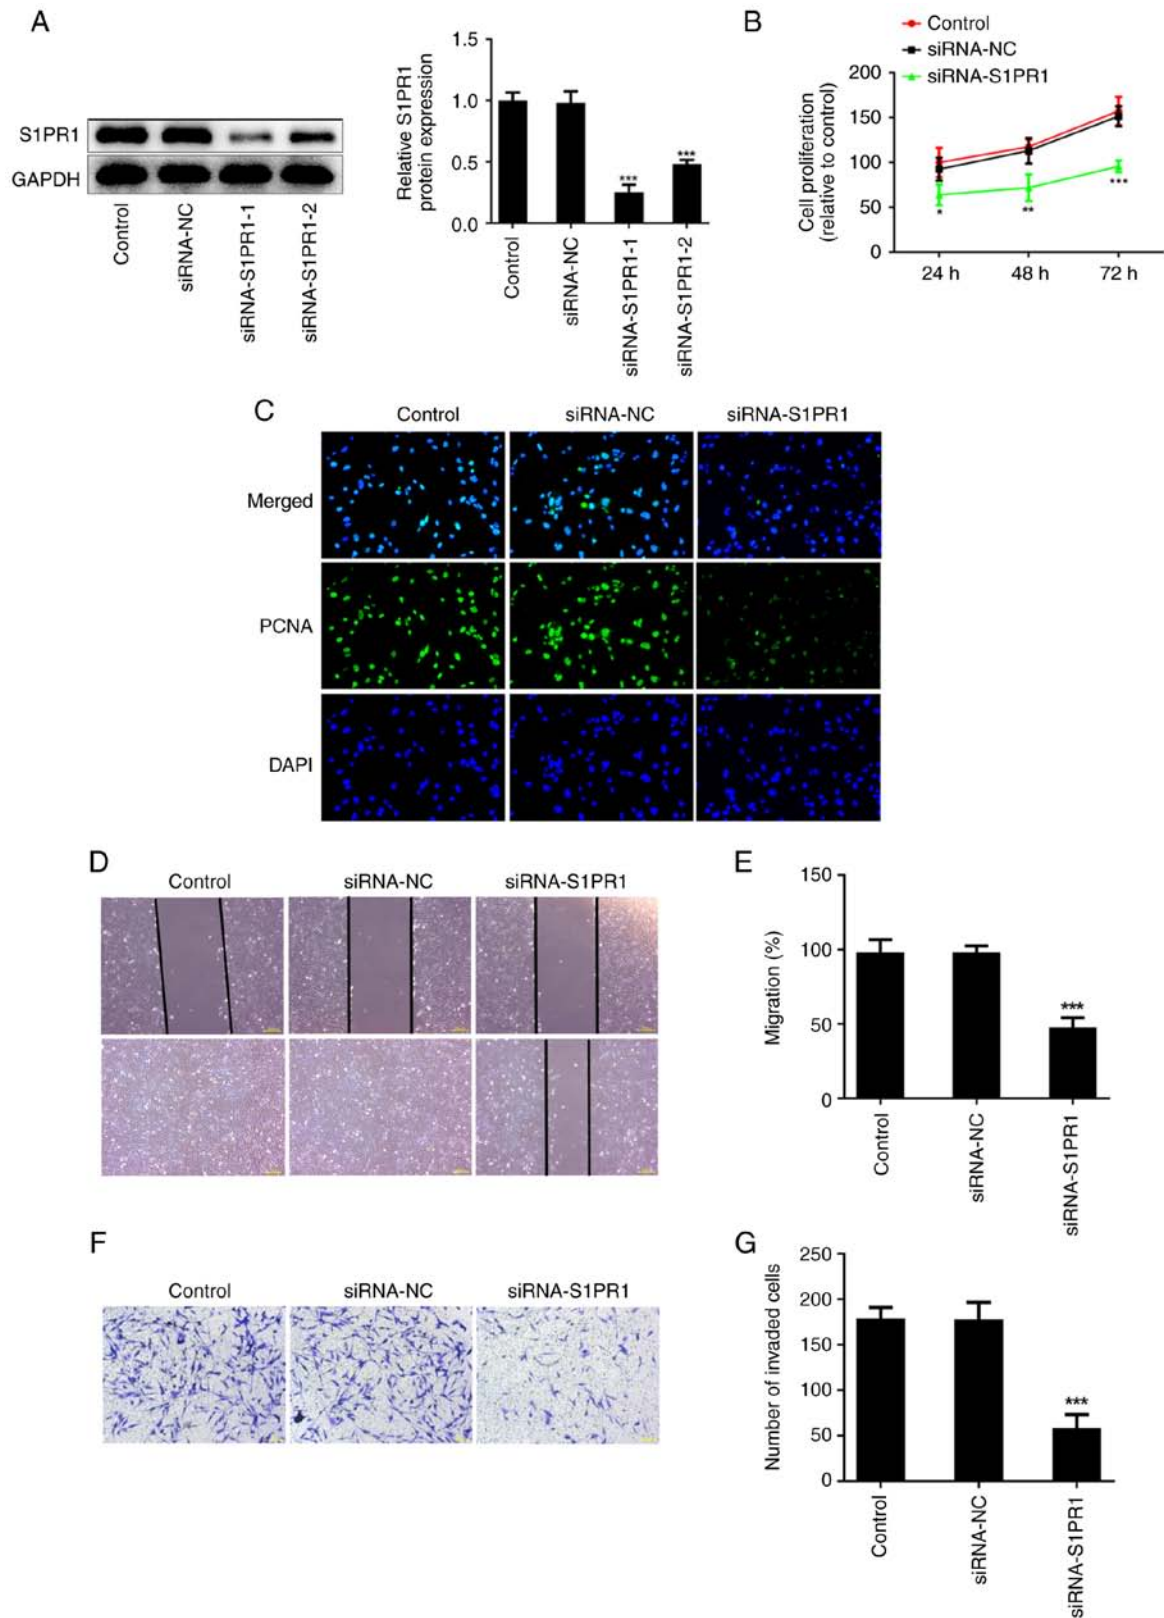 A
S1PR1
GAPDH
Control
siRNA-NC
siRNA-S1PR1-1
siRNA-S1PR1-2
Relative S1PR1
protein expression
1.5
1.0
0.5
0.0
***
***
Control
siRNA-NC
siRNA-S1PR1-1
siRNA-S1PR1-2
B
Control
siRNA-NC
siRNA-S1PR1
Cell proliferation
(relative to control)
200
150
100
50
0
*
**
***
24 h
48 h
72 h
C
Control
siRNA-NC
siRNA-S1PR1
Merged
PCNA
DAPI
D
Control
siRNA-NC
siRNA-S1PR1
E
Migration (%)
150
100
50
0
***
Control
siRNA-NC
siRNA-S1PR1
F
Control
siRNA-NC
siRNA-S1PR1
G
Number of invaded cells
250
200
150
100
50
0
***
Control
siRNA-NC
siRNA-S1PR1